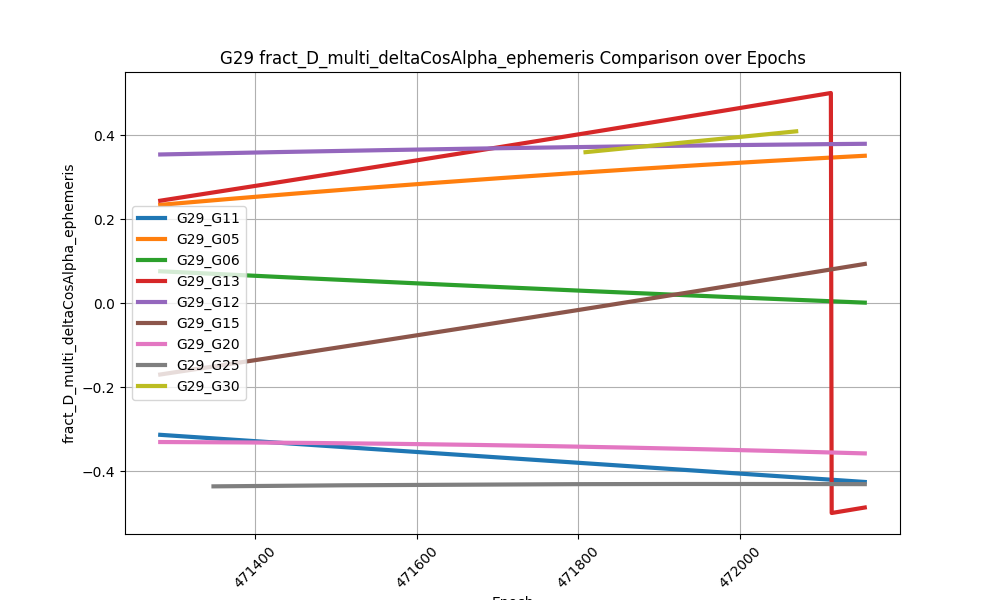 G29 fract_D_multi_deltaCosAlpha_ephemeris Comparison over Epochs
fract_D_multi_deltaCosAlpha_ephemeris
0.4
0.2
0.0
−0.2
−0.4
G29_G11
G29_G05
G29_G06
G29_G13
G29_G12
G29_G15
G29_G20
G29_G25
G29_G30
471400
471600
471800
472000
Epoch